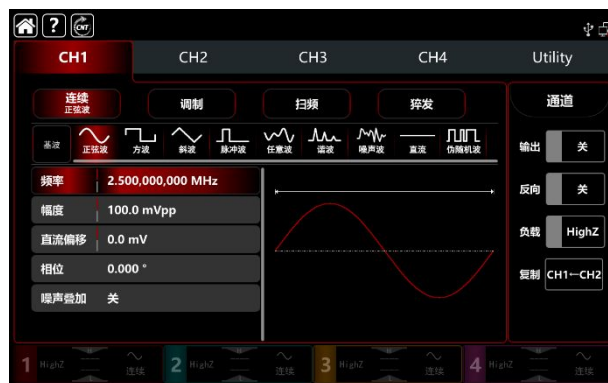 ? CNT
CH1 CH2 CH3 CH4 Utility
连续
正弦波
调制
扫频
猝发
通道
基波 正弦波 方波 斜波 脉冲波 任意波 谐波 噪声波 直流 伪随机波
频率 2.500,000,000 MHz
幅度 100.0 mVpp
直流偏移 0.0 mV
相位 0.000 °
噪声叠加 关
输出 关
反向 关
负载 HighZ
复制 CH1←CH2
1 HighZ 连续 2 HighZ 连续 3 HighZ 连续 4 HighZ 连续